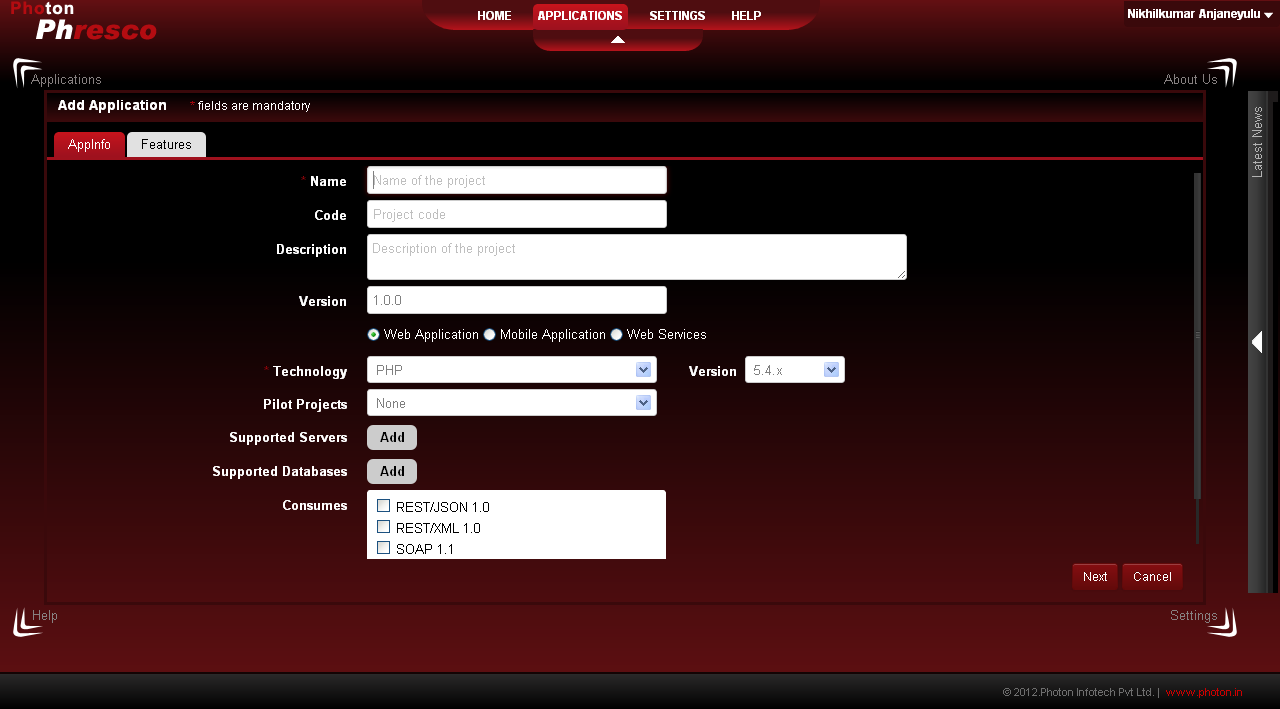 Photon
Phresco
HOME APPLICATIONS SETTINGS HELP
Nikhilkumar Anjaneyulu
Applications
About Us
Add Application * fields are mandatory
Latest News
AppInfo Features
* Name Name of the project
Code Project code
Description Description of the project
Version 1.0.0
Web Application Mobile Application Web Services
* Technology PHP Version 5.4.x
Pilot Projects None
Supported Servers Add
Supported Databases Add
Consumes REST/JSON 1.0
REST/XML 1.0
SOAP 1.1
Next Cancel
Help
Settings
© 2012.Photon Infotech Pvt Ltd. | www.photon.in